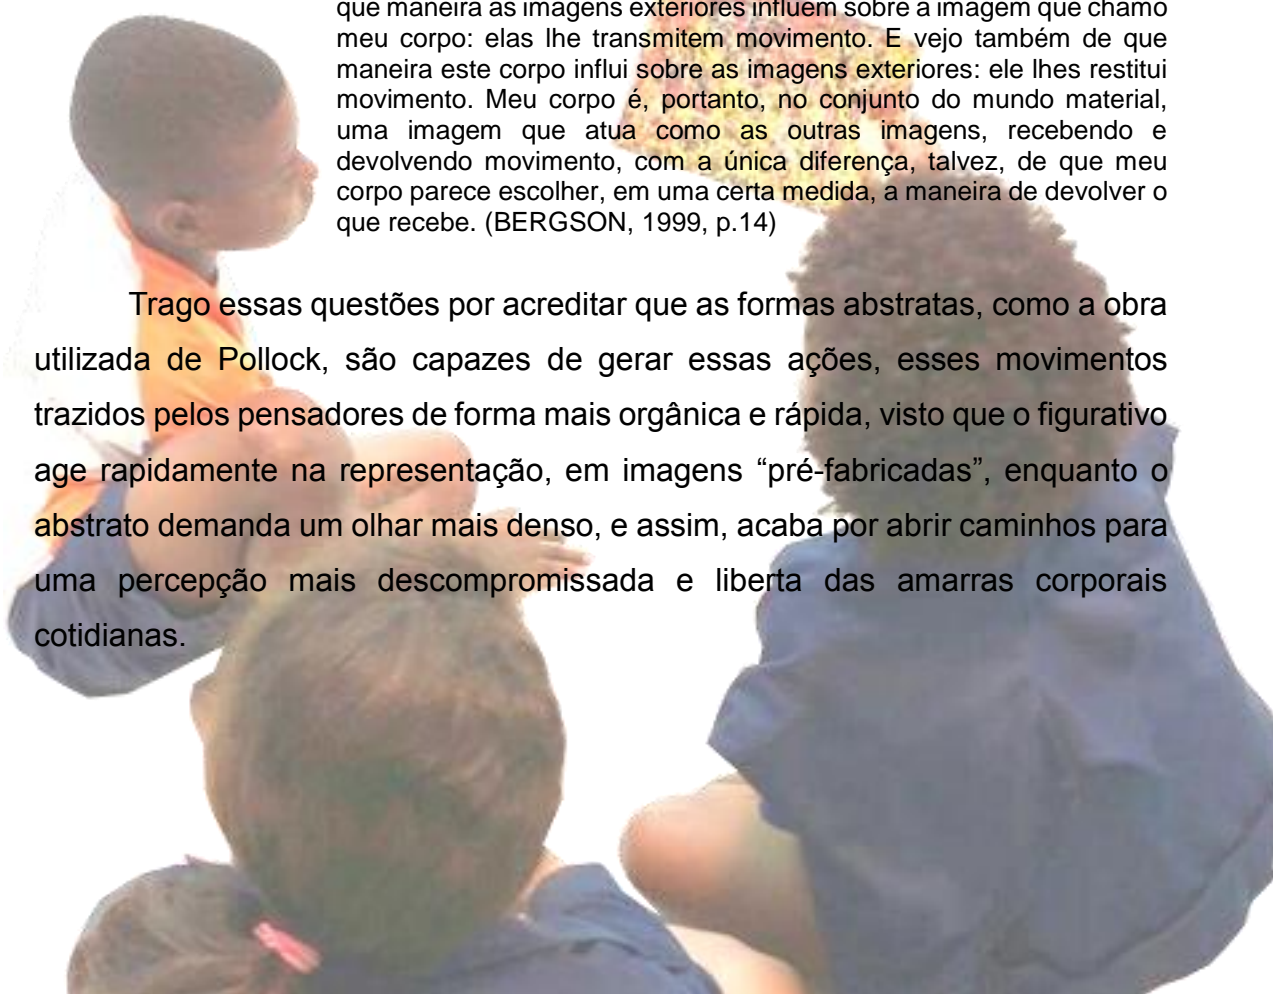 que maneira as imagens exteriores influem sobre a imagem que chamo
meu corpo: elas lhe transmitem movimento. E vejo também de que
maneira este corpo influi sobre as imagens exteriores: ele lhes restitui
movimento. Meu corpo é, portanto, no conjunto do mundo material,
uma imagem que atua como as outras imagens, recebendo e
devolvendo movimento, com a única diferença, talvez, de que meu
corpo parece escolher, em uma certa medida, a maneira de devolver o
que recebe. (BERGSON, 1999, p.14)
Trago essas questões por acreditar que as formas abstratas, como a obra
utilizada de Pollock, são capazes de gerar essas ações, esses movimentos
trazidos pelos pensadores de forma mais orgânica e rápida, visto que o figurativo
age rapidamente na representação, em imagens “pré-fabricadas”, enquanto o
abstrato demanda um olhar mais denso, e assim, acaba por abrir caminhos para
uma percepção mais descompromissada e liberta das amarras corporais
cotidianas.